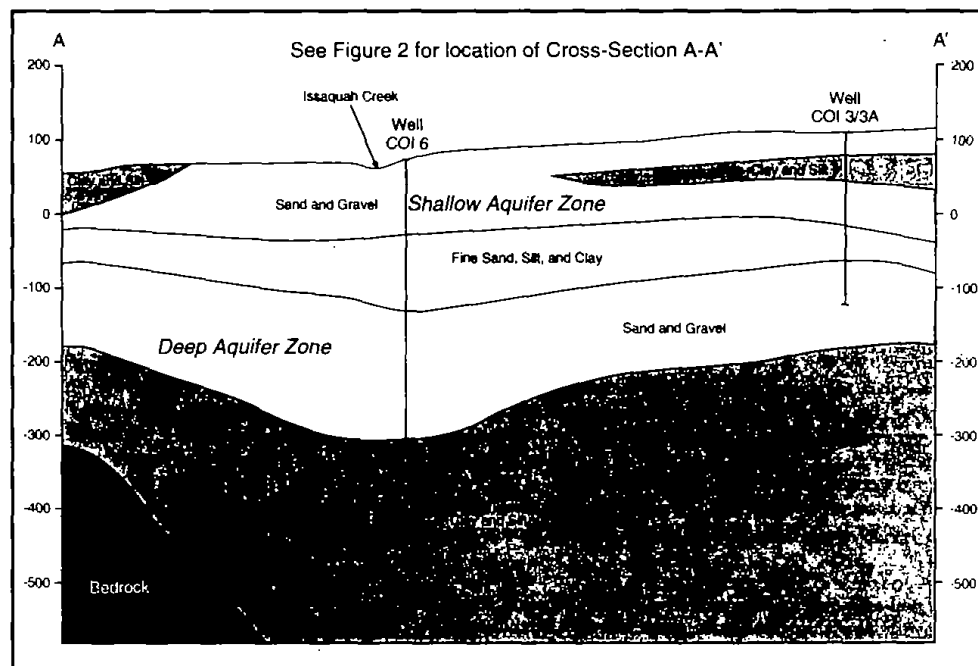 A
A'
See Figure 2 for location of Cross-Section A-A'
200
200
Issaquah Creek
Well
COI 6
Well
COI 3/3A
100
100
Clay and Silt
0
0
Sand and Gravel
Shallow Aquifer Zone
Fine Sand, Silt, and Clay
-100
-100
Sand and Gravel
Deep Aquifer Zone
-200
-200
-300
-300
-400
-400
-500
-500
Bedrock